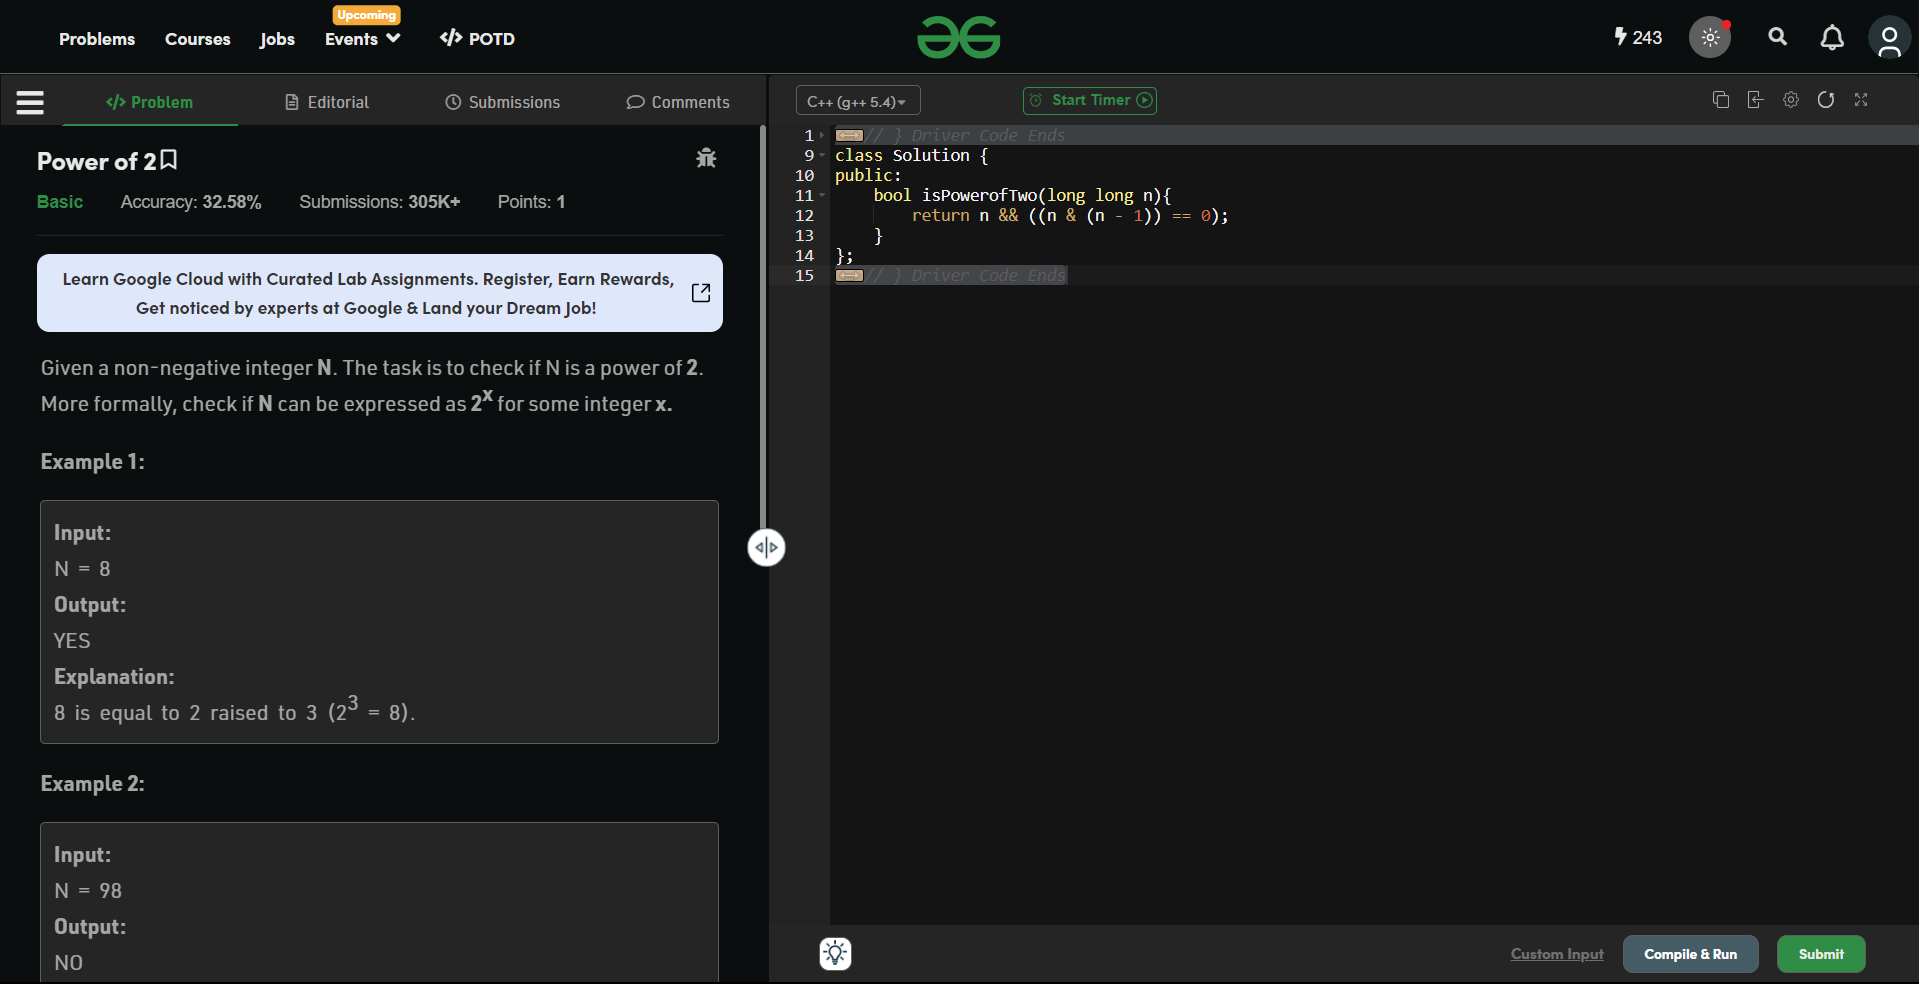 Upcoming
Problems Courses Jobs Events POTD
243
Problem Editorial Submissions Comments
Power of 2
Basic Accuracy: 32.58% Submissions: 305K+ Points: 1
Learn Google Cloud with Curated Lab Assignments. Register, Earn Rewards,
Get noticed by experts at Google & Land your Dream Job!
Given a non-negative integer N. The task is to check if N is a power of 2.
More formally, check if N can be expressed as 2^x for some integer x.
Example 1:
Input:
N = 8
Output:
YES
Explanation:
8 is equal to 2 raised to 3 (2^3 = 8).
Example 2:
Input:
N = 98
Output:
NO
C++ (g++ 5.4)
Start Timer
1 // } Driver Code Ends
9 class Solution {
10 public:
11     bool isPowerofTwo(long long n){
12         return n && ((n & (n - 1)) == 0);
13     }
14 };
15 // } Driver Code Ends
Custom Input Compile & Run Submit